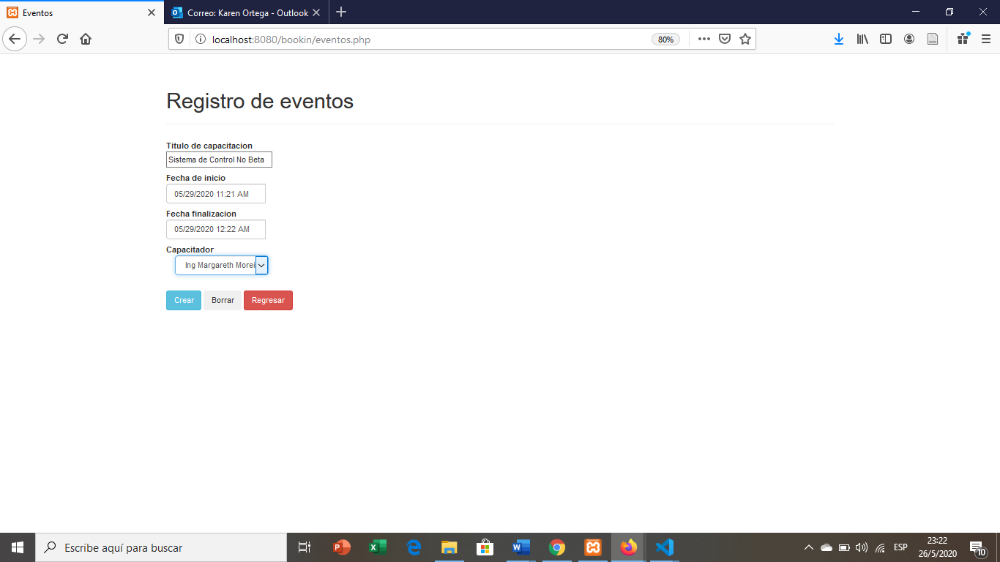 Eventos
Correo: Karen Ortega - Outlook
localhost:8080/bookin/eventos.php
80%
Registro de eventos
Titulo de capacitacion
Sistema de Control No Beta
Fecha de inicio
05/29/2020 11:21 AM
Fecha finalizacion
05/29/2020 12:22 AM
Capacitador
Ing Margareth Morei
Crear Borrar Regresar
Escribe aquí para buscar
ESP
23:22
26/5/2020
10